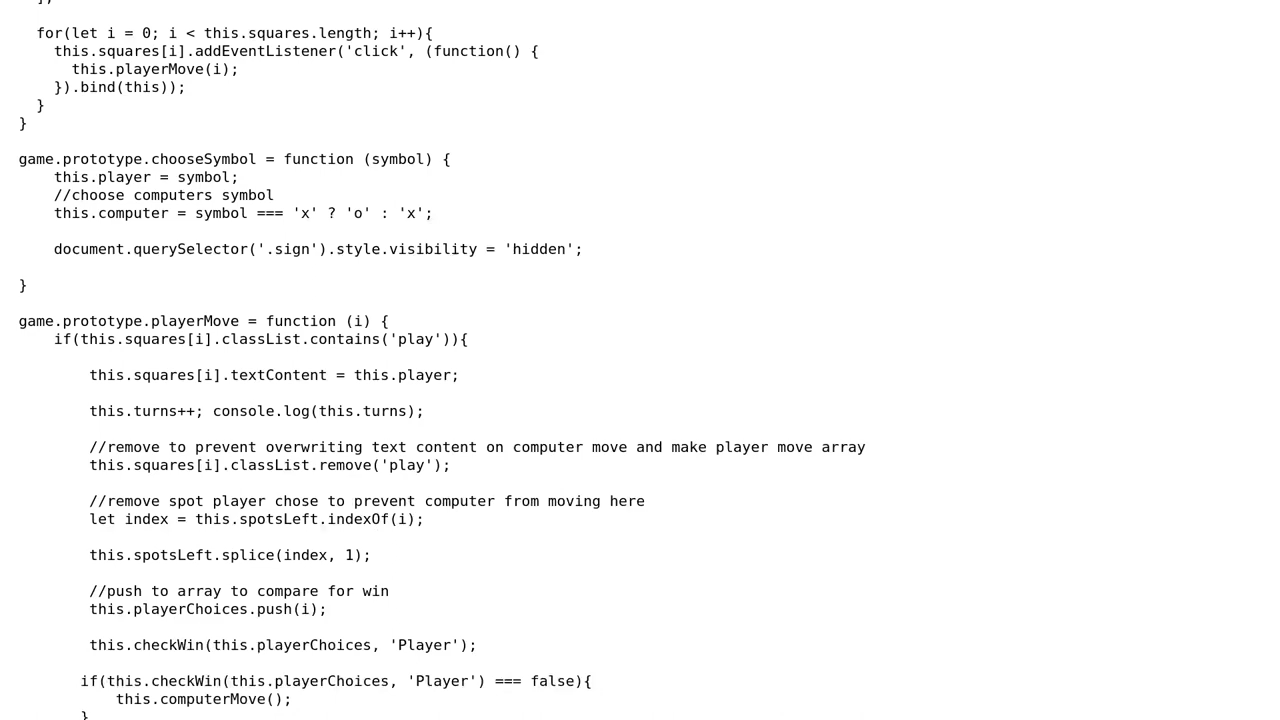 ];
for(let i = 0; i < this.squares.length; i++){
this.squares[i].addEventListener('click', (function() {
this.playerMove(i);
}).bind(this));
}
}
game.prototype.chooseSymbol = function (symbol) {
this.player = symbol;
//choose computers symbol
this.computer = symbol === 'x' ? 'o' : 'x';
document.querySelector('.sign').style.visibility = 'hidden';
}
game.prototype.playerMove = function (i) {
if(this.squares[i].classList.contains('play')){
this.squares[i].textContent = this.player;
this.turns++; console.log(this.turns);
//remove to prevent overwriting text content on computer move and make player move array
this.squares[i].classList.remove('play');
//remove spot player chose to prevent computer from moving here
let index = this.spotsLeft.indexOf(i);
this.spotsLeft.splice(index, 1);
//push to array to compare for win
this.playerChoices.push(i);
this.checkWin(this.playerChoices, 'Player');
if(this.checkWin(this.playerChoices, 'Player') === false){
this.computerMove();
}